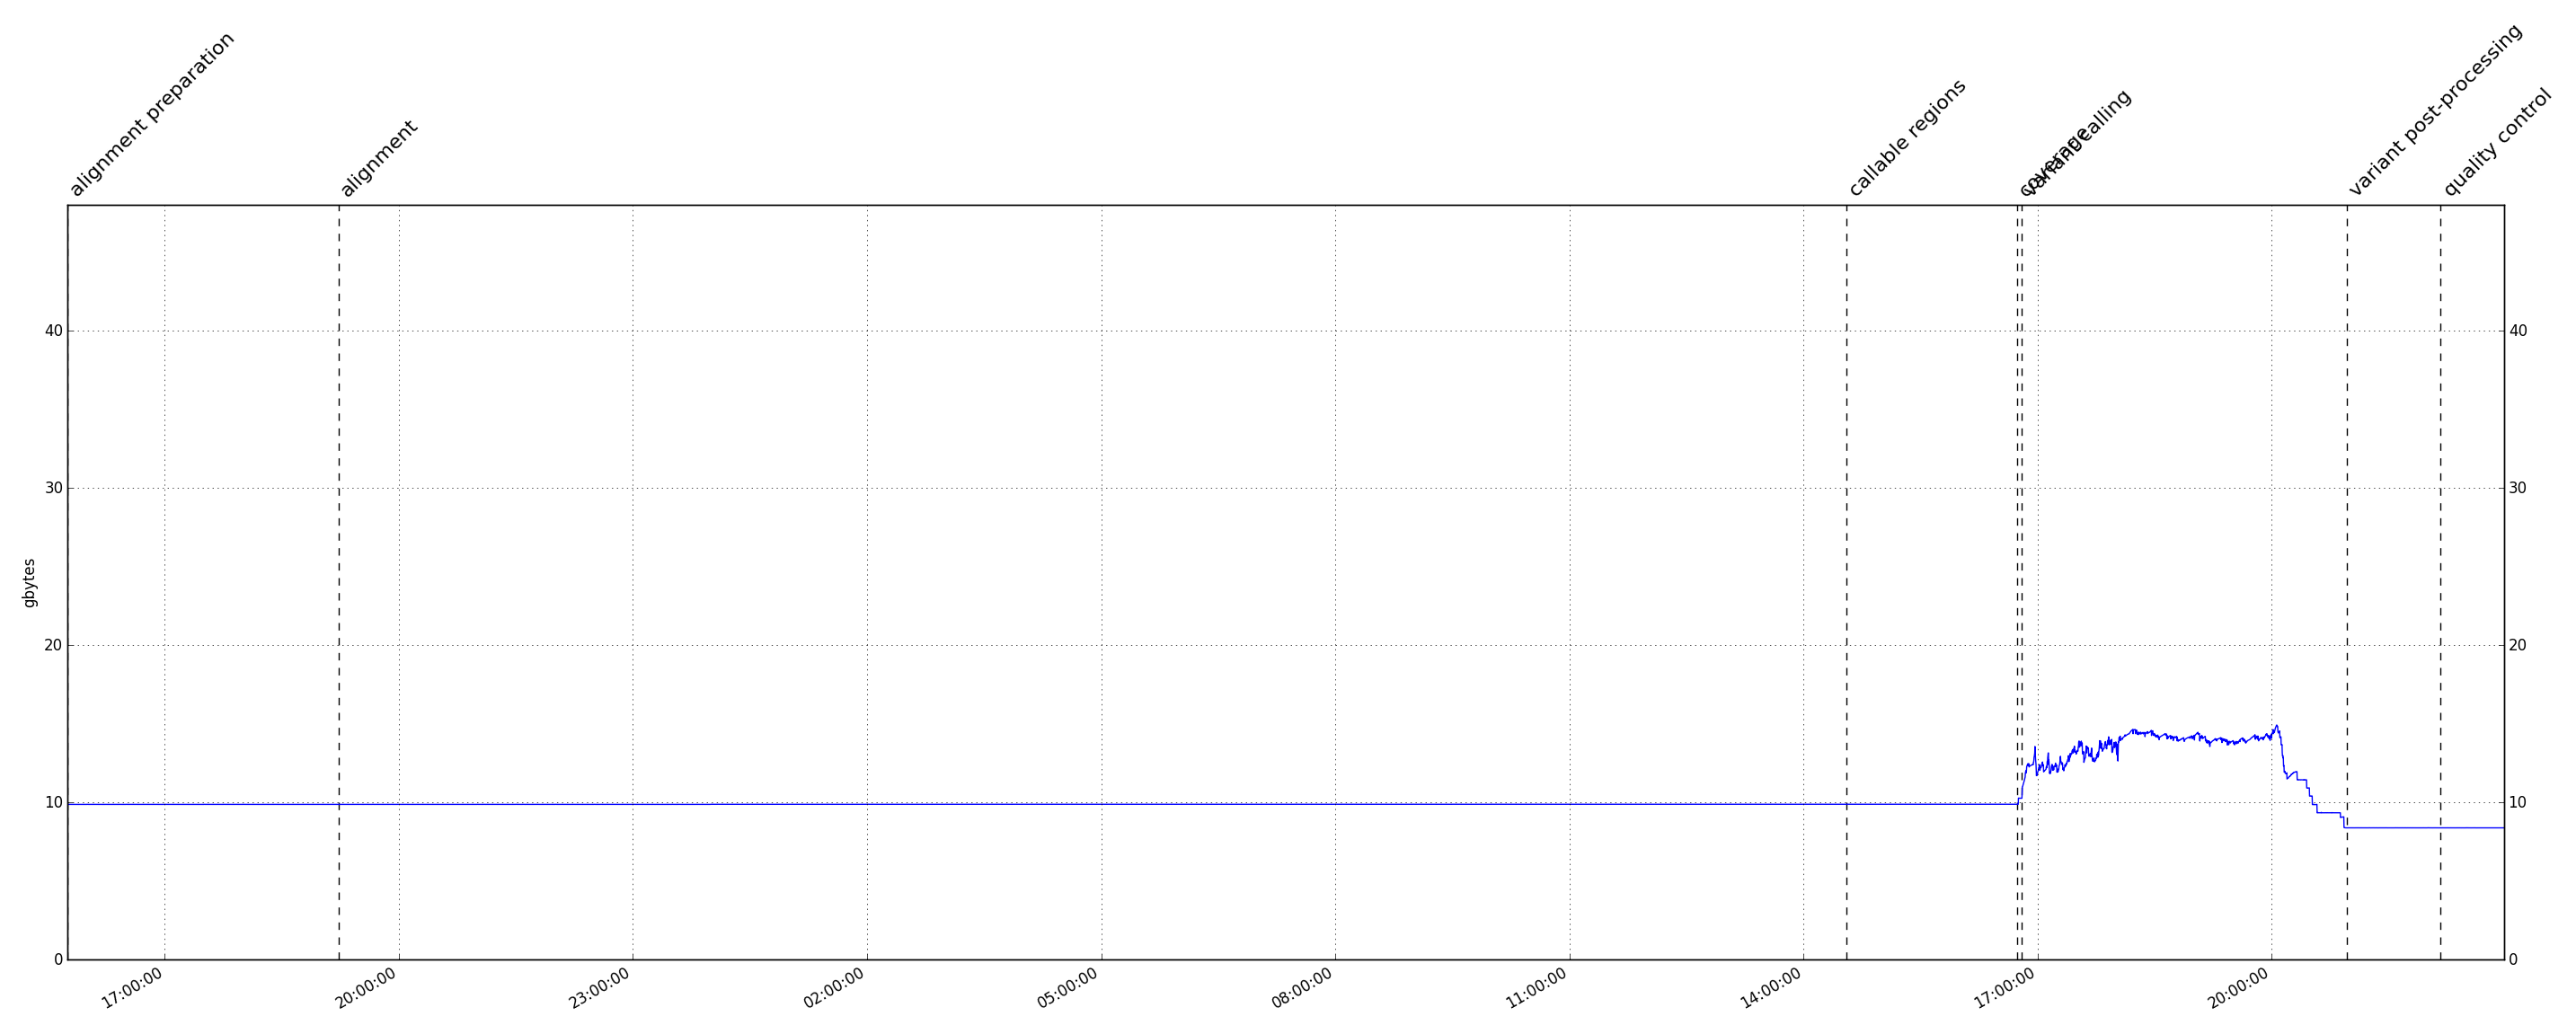 alignment preparation
alignment
callable regions
coverage
variant calling
variant post-processing
quality control
gbytes
40
30
20
10
0
40
30
20
10
0
17:00:00
20:00:00
23:00:00
02:00:00
05:00:00
08:00:00
11:00:00
14:00:00
17:00:00
20:00:00